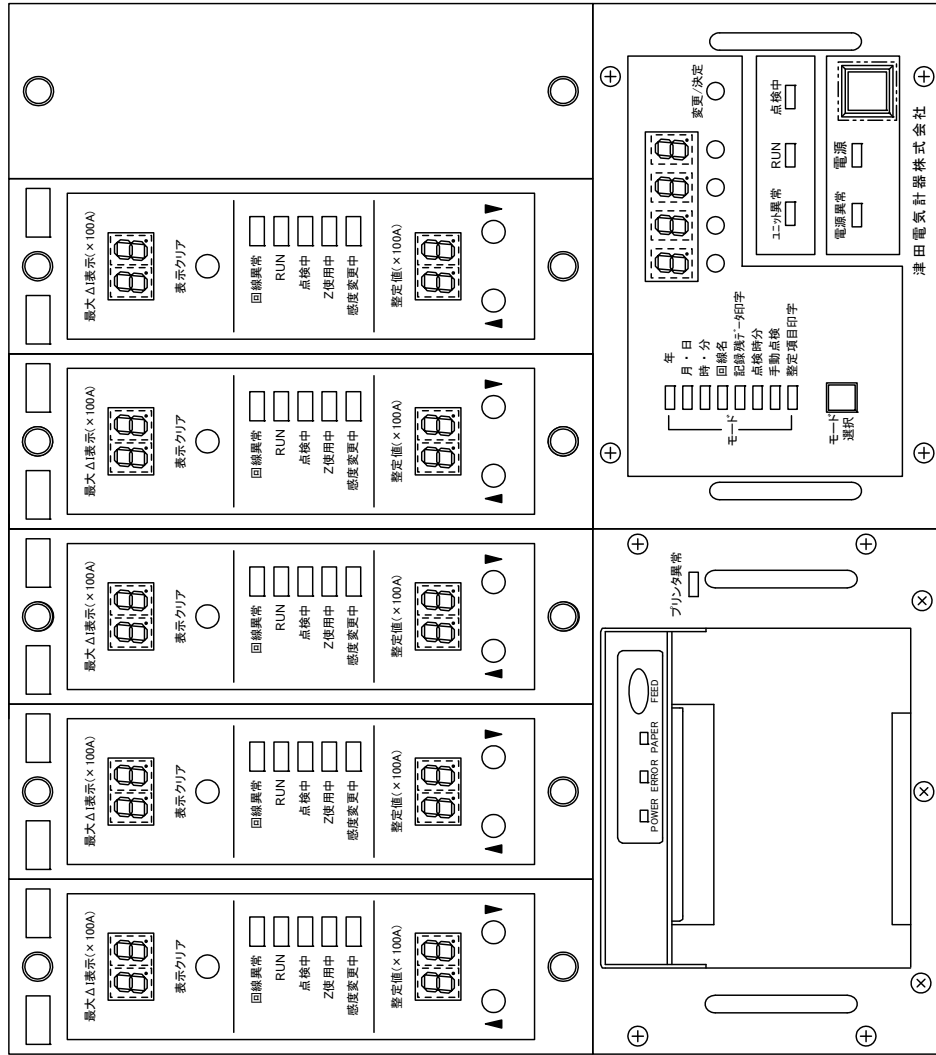 最大ΔI表示(×100A)
表示クリア
回線異常
RUN
点検中
Z使用中
感度変更中
整定値(×100A)
最大ΔI表示(×100A)
表示クリア
回線異常
RUN
点検中
Z使用中
感度変更中
整定値(×100A)
最大ΔI表示(×100A)
表示クリア
回線異常
RUN
点検中
Z使用中
感度変更中
整定値(×100A)
最大ΔI表示(×100A)
表示クリア
回線異常
RUN
点検中
Z使用中
感度変更中
整定値(×100A)
最大ΔI表示(×100A)
表示クリア
回線異常
RUN
点検中
Z使用中
感度変更中
整定値(×100A)
POWER ERROR PAPER FEED
プリンタ異常
モード
年
月・日
時・分
回線名
記録残データ印字
点検時分
手動点検
整定項目印字
モード
選択
変更/決定
ユニット異常 RUN 点検中
電源異常 電源
津田電気計器株式会社